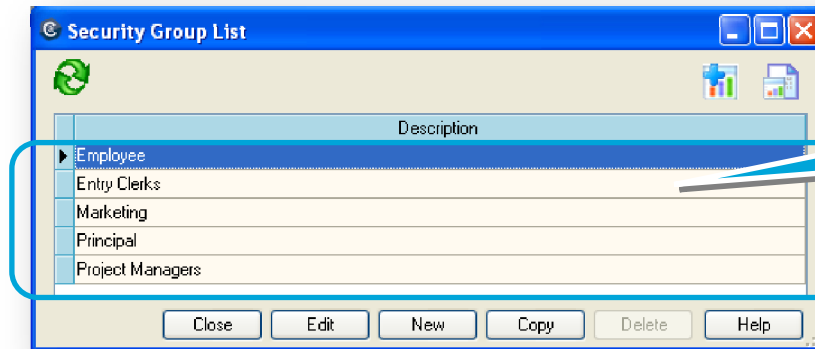 Security Group List
Description
Employee
Entry Clerks
Marketing
Principal
Project Managers
Close Edit New Copy Delete Help